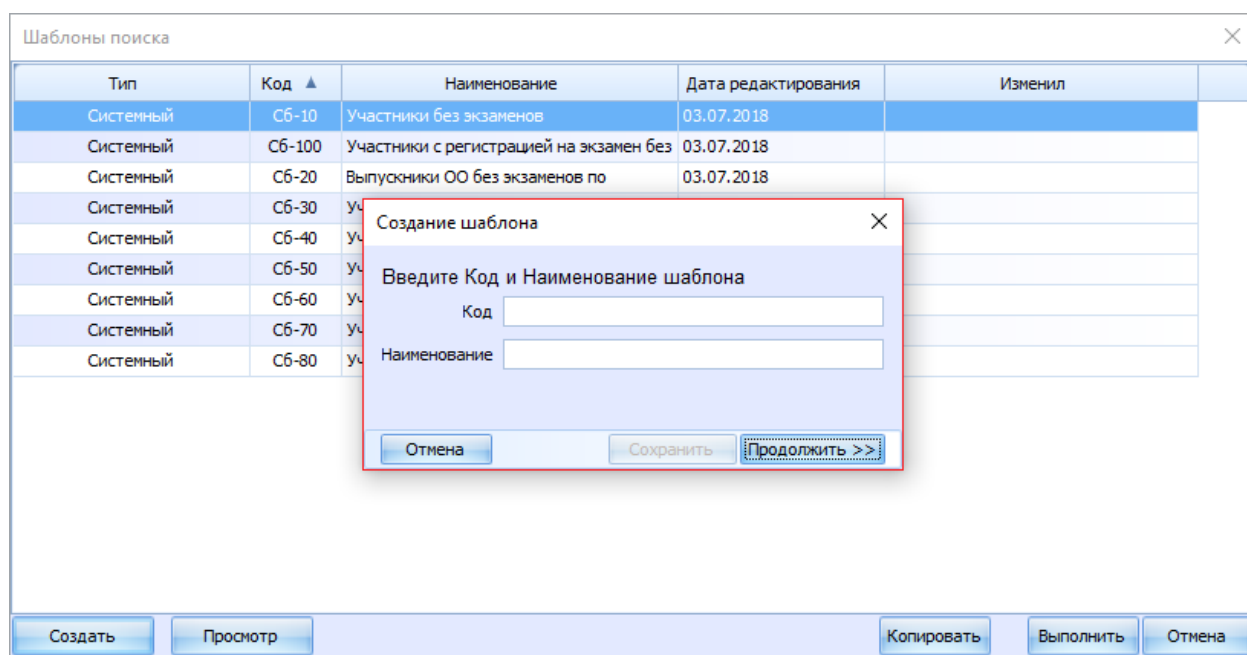 Шаблоны поиска
Тип Код Наименование Дата редактирования Изменил
Системный Сб-10 Участники без экзаменов 03.07.2018
Системный Сб-100 Участники с регистрацией на экзамен без 03.07.2018
Системный Сб-20 Выпускники ОО без экзаменов по 03.07.2018
Системный Сб-30
Системный Сб-40
Системный Сб-50
Системный Сб-60
Системный Сб-70
Системный Сб-80
Создание шаблона
Введите Код и Наименование шаблона
Код
Наименование
Отмена Сохранить Продолжить >>
Создать Просмотр Копировать Выполнить Отмена